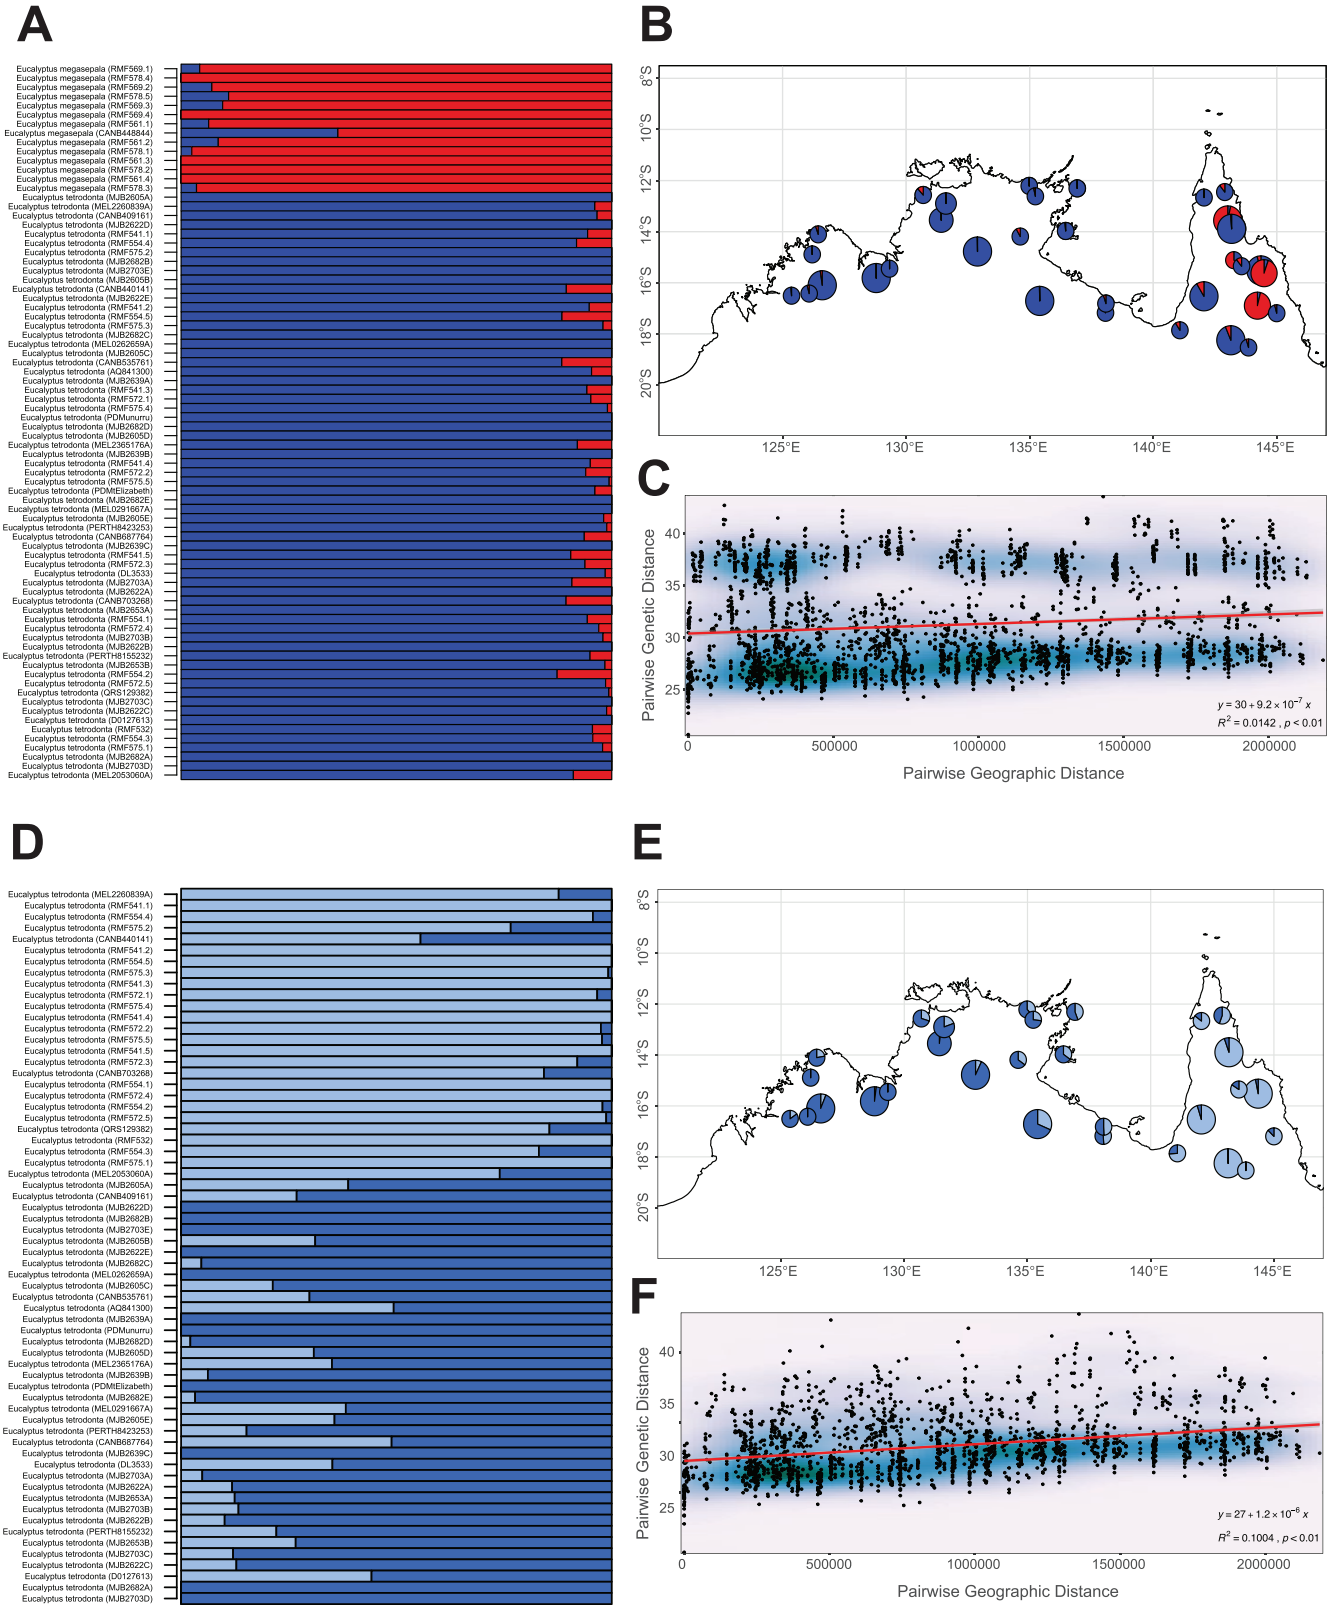 A
Eucalyptus megasepala (RMF569.1)
Eucalyptus megasepala (RMF578.4)
Eucalyptus megasepala (RMF569.2)
Eucalyptus megasepala (RMF578.5)
Eucalyptus megasepala (RMF569.3)
Eucalyptus megasepala (RMF569.4)
Eucalyptus megasepala (RMF561.1)
Eucalyptus megasepala (CANB448844)
Eucalyptus megasepala (RMF561.2)
Eucalyptus megasepala (RMF578.1)
Eucalyptus megasepala (RMF561.3)
Eucalyptus megasepala (RMF578.2)
Eucalyptus megasepala (RMF561.4)
Eucalyptus megasepala (RMF578.3)
Eucalyptus tetrodonta (MJB2605A)
Eucalyptus tetrodonta (MEL2260839A)
Eucalyptus tetrodonta (CANB409161)
Eucalyptus tetrodonta (MJB2622D)
Eucalyptus tetrodonta (RMF541.1)
Eucalyptus tetrodonta (RMF554.4)
Eucalyptus tetrodonta (RMF575.2)
Eucalyptus tetrodonta (MJB2682B)
Eucalyptus tetrodonta (MJB2703E)
Eucalyptus tetrodonta (MJB2605B)
Eucalyptus tetrodonta (CANB440141)
Eucalyptus tetrodonta (MJB2622E)
Eucalyptus tetrodonta (RMF541.2)
Eucalyptus tetrodonta (RMF554.5)
Eucalyptus tetrodonta (RMF575.3)
Eucalyptus tetrodonta (MJB2682C)
Eucalyptus tetrodonta (MEL0262659A)
Eucalyptus tetrodonta (MJB2605C)
Eucalyptus tetrodonta (CANB535761)
Eucalyptus tetrodonta (AQ841300)
Eucalyptus tetrodonta (MJB2639A)
Eucalyptus tetrodonta (RMF541.3)
Eucalyptus tetrodonta (RMF572.1)
Eucalyptus tetrodonta (RMF575.4)
Eucalyptus tetrodonta (PDMunurru)
Eucalyptus tetrodonta (MJB2682D)
Eucalyptus tetrodonta (MJB2605D)
Eucalyptus tetrodonta (MEL2365176A)
Eucalyptus tetrodonta (MJB2639B)
Eucalyptus tetrodonta (RMF541.4)
Eucalyptus tetrodonta (RMF572.2)
Eucalyptus tetrodonta (RMF575.5)
Eucalyptus tetrodonta (PDMtElizabeth)
Eucalyptus tetrodonta (MJB2682E)
Eucalyptus tetrodonta (MEL0291667A)
Eucalyptus tetrodonta (MJB2605E)
Eucalyptus tetrodonta (PERTH8423253)
Eucalyptus tetrodonta (CANB687764)
Eucalyptus tetrodonta (MJB2639C)
Eucalyptus tetrodonta (RMF541.5)
Eucalyptus tetrodonta (RMF572.3)
Eucalyptus tetrodonta (DL3533)
Eucalyptus tetrodonta (MJB2703A)
Eucalyptus tetrodonta (MJB2622A)
Eucalyptus tetrodonta (CANB703268)
Eucalyptus tetrodonta (MJB2653A)
Eucalyptus tetrodonta (RMF554.1)
Eucalyptus tetrodonta (RMF572.4)
Eucalyptus tetrodonta (MJB2703B)
Eucalyptus tetrodonta (MJB2622B)
Eucalyptus tetrodonta (PERTH8155232)
Eucalyptus tetrodonta (MJB2653B)
Eucalyptus tetrodonta (RMF554.2)
Eucalyptus tetrodonta (RMF572.5)
Eucalyptus tetrodonta (QRS129382)
Eucalyptus tetrodonta (MJB2703C)
Eucalyptus tetrodonta (MJB2622C)
Eucalyptus tetrodonta (D0127613)
Eucalyptus tetrodonta (RMF532)
Eucalyptus tetrodonta (RMF554.3)
Eucalyptus tetrodonta (RMF575.1)
Eucalyptus tetrodonta (MJB2682A)
Eucalyptus tetrodonta (MJB2703D)
Eucalyptus tetrodonta (MEL2053060A)
B
8°S
10°S
12°S
14°S
16°S
18°S
20°S
125°E 130°E 135°E 140°E 145°E
C
Pairwise Genetic Distance
40
35
30
25
y = 30 + 9.2 × 10⁻⁷ x
R² = 0.0142 , p < 0.01
0 500000 1000000 1500000 2000000
Pairwise Geographic Distance
D
Eucalyptus tetrodonta (MEL2260839A)
Eucalyptus tetrodonta (RMF541.1)
Eucalyptus tetrodonta (RMF554.4)
Eucalyptus tetrodonta (RMF575.2)
Eucalyptus tetrodonta (CANB440141)
Eucalyptus tetrodonta (RMF541.2)
Eucalyptus tetrodonta (RMF554.5)
Eucalyptus tetrodonta (RMF575.3)
Eucalyptus tetrodonta (RMF541.3)
Eucalyptus tetrodonta (RMF572.1)
Eucalyptus tetrodonta (RMF575.4)
Eucalyptus tetrodonta (RMF541.4)
Eucalyptus tetrodonta (RMF572.2)
Eucalyptus tetrodonta (RMF575.5)
Eucalyptus tetrodonta (RMF541.5)
Eucalyptus tetrodonta (RMF572.3)
Eucalyptus tetrodonta (CANB703268)
Eucalyptus tetrodonta (RMF554.1)
Eucalyptus tetrodonta (RMF572.4)
Eucalyptus tetrodonta (RMF554.2)
Eucalyptus tetrodonta (RMF572.5)
Eucalyptus tetrodonta (QRS129382)
Eucalyptus tetrodonta (RMF532)
Eucalyptus tetrodonta (RMF554.3)
Eucalyptus tetrodonta (RMF575.1)
Eucalyptus tetrodonta (MEL2053060A)
Eucalyptus tetrodonta (MJB2605A)
Eucalyptus tetrodonta (CANB409161)
Eucalyptus tetrodonta (MJB2622D)
Eucalyptus tetrodonta (MJB2682B)
Eucalyptus tetrodonta (MJB2703E)
Eucalyptus tetrodonta (MJB2605B)
Eucalyptus tetrodonta (MJB2622E)
Eucalyptus tetrodonta (MJB2682C)
Eucalyptus tetrodonta (MEL0262659A)
Eucalyptus tetrodonta (MJB2605C)
Eucalyptus tetrodonta (CANB535761)
Eucalyptus tetrodonta (AQ841300)
Eucalyptus tetrodonta (MJB2639A)
Eucalyptus tetrodonta (PDMunurru)
Eucalyptus tetrodonta (MJB2682D)
Eucalyptus tetrodonta (MJB2605D)
Eucalyptus tetrodonta (MEL2365176A)
Eucalyptus tetrodonta (MJB2639B)
Eucalyptus tetrodonta (PDMtElizabeth)
Eucalyptus tetrodonta (MJB2682E)
Eucalyptus tetrodonta (MEL0291667A)
Eucalyptus tetrodonta (MJB2605E)
Eucalyptus tetrodonta (PERTH8423253)
Eucalyptus tetrodonta (CANB687764)
Eucalyptus tetrodonta (MJB2639C)
Eucalyptus tetrodonta (DL3533)
Eucalyptus tetrodonta (MJB2703A)
Eucalyptus tetrodonta (MJB2622A)
Eucalyptus tetrodonta (MJB2653A)
Eucalyptus tetrodonta (MJB2703B)
Eucalyptus tetrodonta (MJB2622B)
Eucalyptus tetrodonta (PERTH8155232)
Eucalyptus tetrodonta (MJB2653B)
Eucalyptus tetrodonta (MJB2703C)
Eucalyptus tetrodonta (MJB2622C)
Eucalyptus tetrodonta (D0127613)
Eucalyptus tetrodonta (MJB2682A)
Eucalyptus tetrodonta (MJB2703D)
E
8°S
10°S
12°S
14°S
16°S
18°S
20°S
125°E 130°E 135°E 140°E 145°E
F
Pairwise Genetic Distance
40
35
30
25
y = 27 + 1.2 × 10⁻⁶ x
R² = 0.1004 , p < 0.01
0 500000 1000000 1500000 2000000
Pairwise Geographic Distance